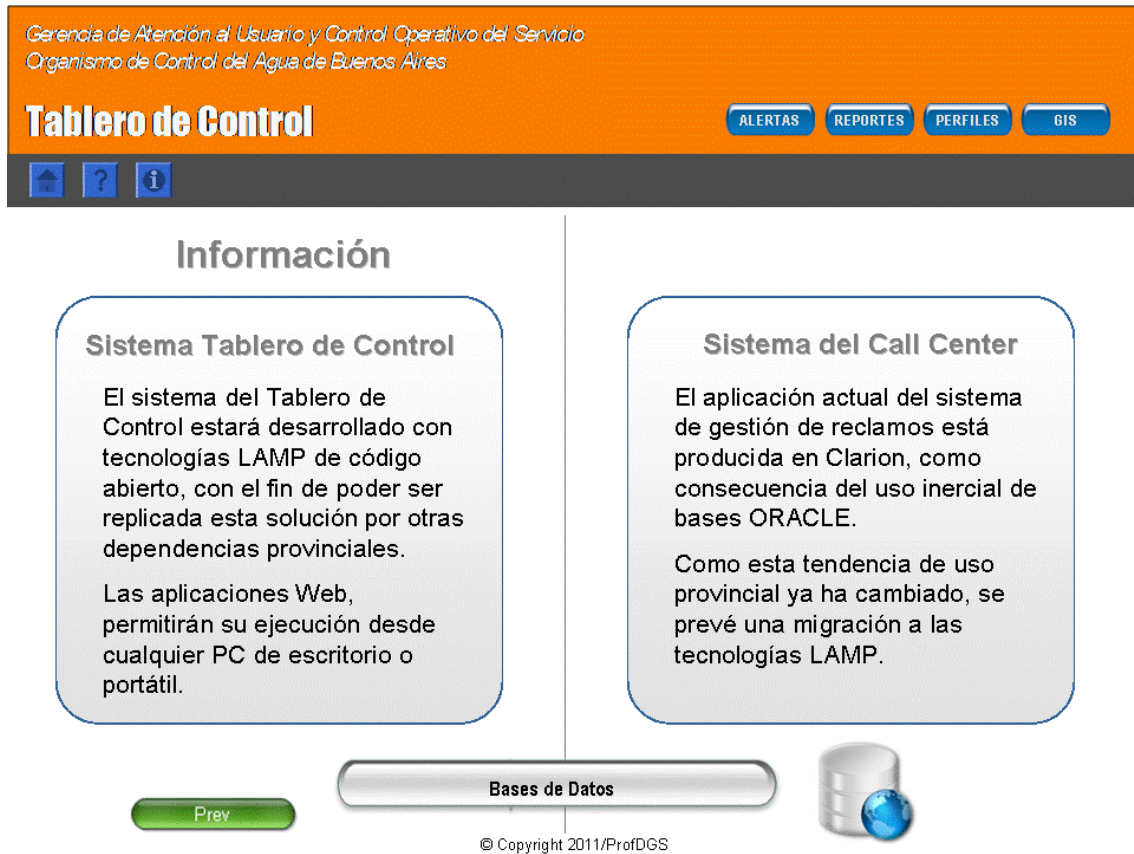 Gerencia de Atención al Usuario y Control Operativo del Servicio
Organismo de Control del Agua de Buenos Aires
Tablero de Control
ALERTAS
REPORTES
PERFILES
GIS
?
i
Información
Sistema Tablero de Control
El sistema del Tablero de
Control estará desarrollado con
tecnologías LAMP de código
abierto, con el fin de poder ser
replicada esta solución por otras
dependencias provinciales.
Las aplicaciones Web,
permitirán su ejecución desde
cualquier PC de escritorio o
portátil.
Sistema del Call Center
El aplicación actual del sistema
de gestión de reclamos está
producida en Clarion, como
consecuencia del uso inercial de
bases ORACLE.
Como esta tendencia de uso
provincial ya ha cambiado, se
prevé una migración a las
tecnologías LAMP.
Bases de Datos
Prev
© Copyright 2011/ProfDGS